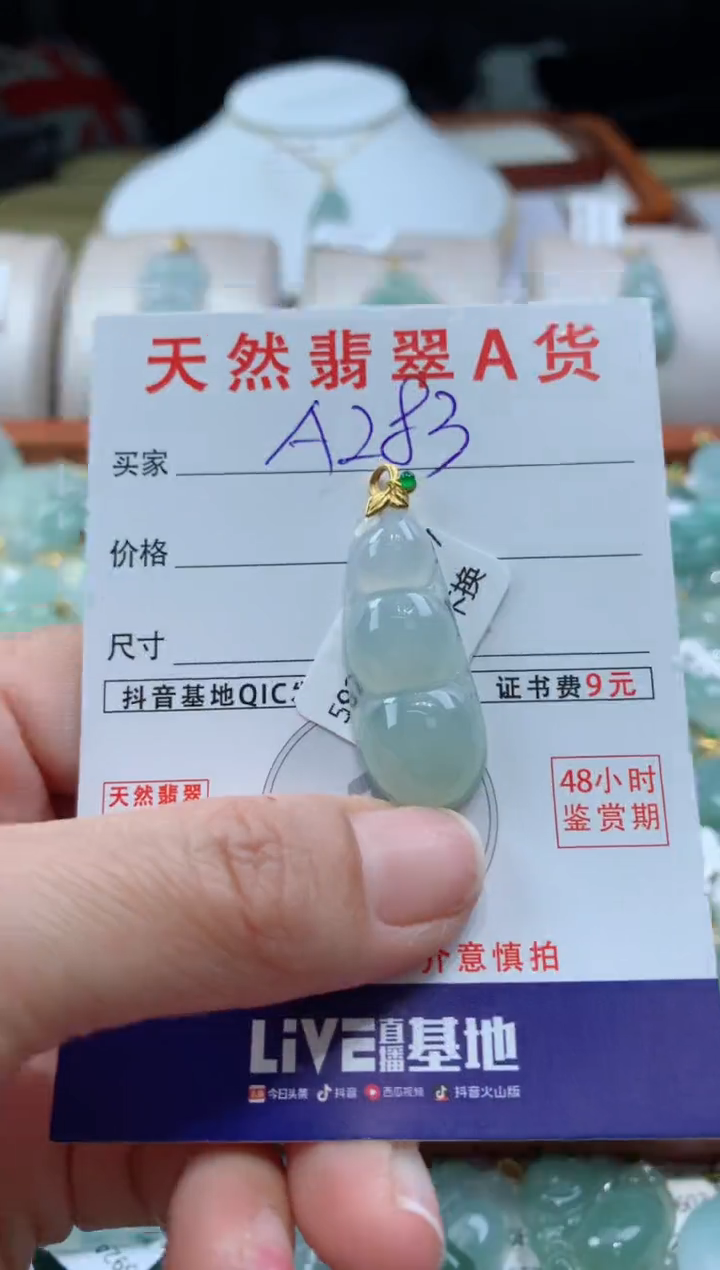 天然翡翠A货
A283
买家
价格
换
尺寸
抖音基地QIC
证书费9元
天然翡翠
48小时
鉴赏期
介意慎拍
LiVE直播基地
今日头条 抖音 西瓜视频 抖音火山版